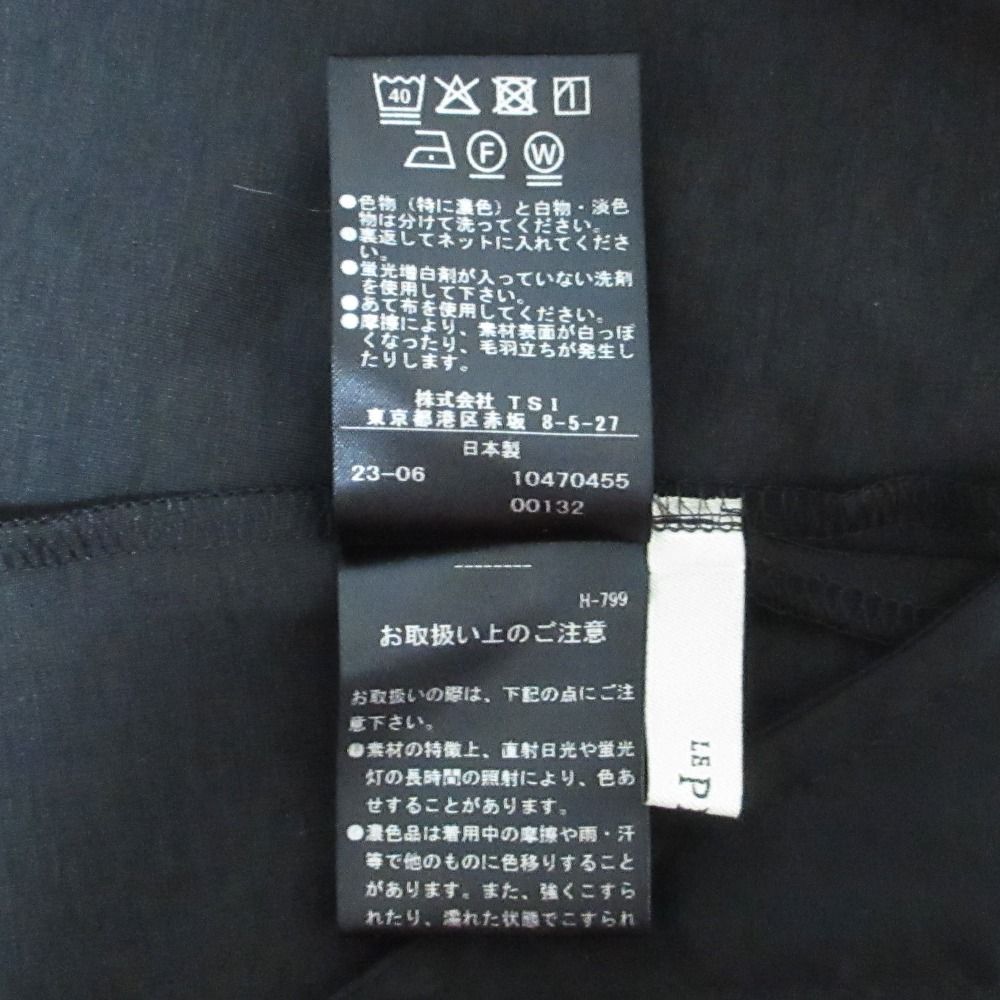 40
F W
●色物（特に濃色）と白物・淡色
物は分けて洗ってください。
●裏返してネットに入れてくださ
い。
●蛍光増白剤が入っていない洗剤
を使用して下さい。
●あて布を使用してください。
●摩擦により、素材表面が白っぽ
くなったり、毛羽立ちが発生し
たりします。
株式会社 TSI
東京都港区赤坂 8-5-27
日本製
23-06 10470455
00132
--------
H-799
お取扱い上のご注意
お取扱いの際は、下記の点にご注
意下さい。
●素材の特徴上、直射日光や蛍光
灯の長時間の照射により、色あ
せすることがあります。
●濃色品は着用中の摩擦や雨・汗
等で他のものに色移りすること
があります。また、強くこすら
れたり、濡れた状態でこすられ
LE